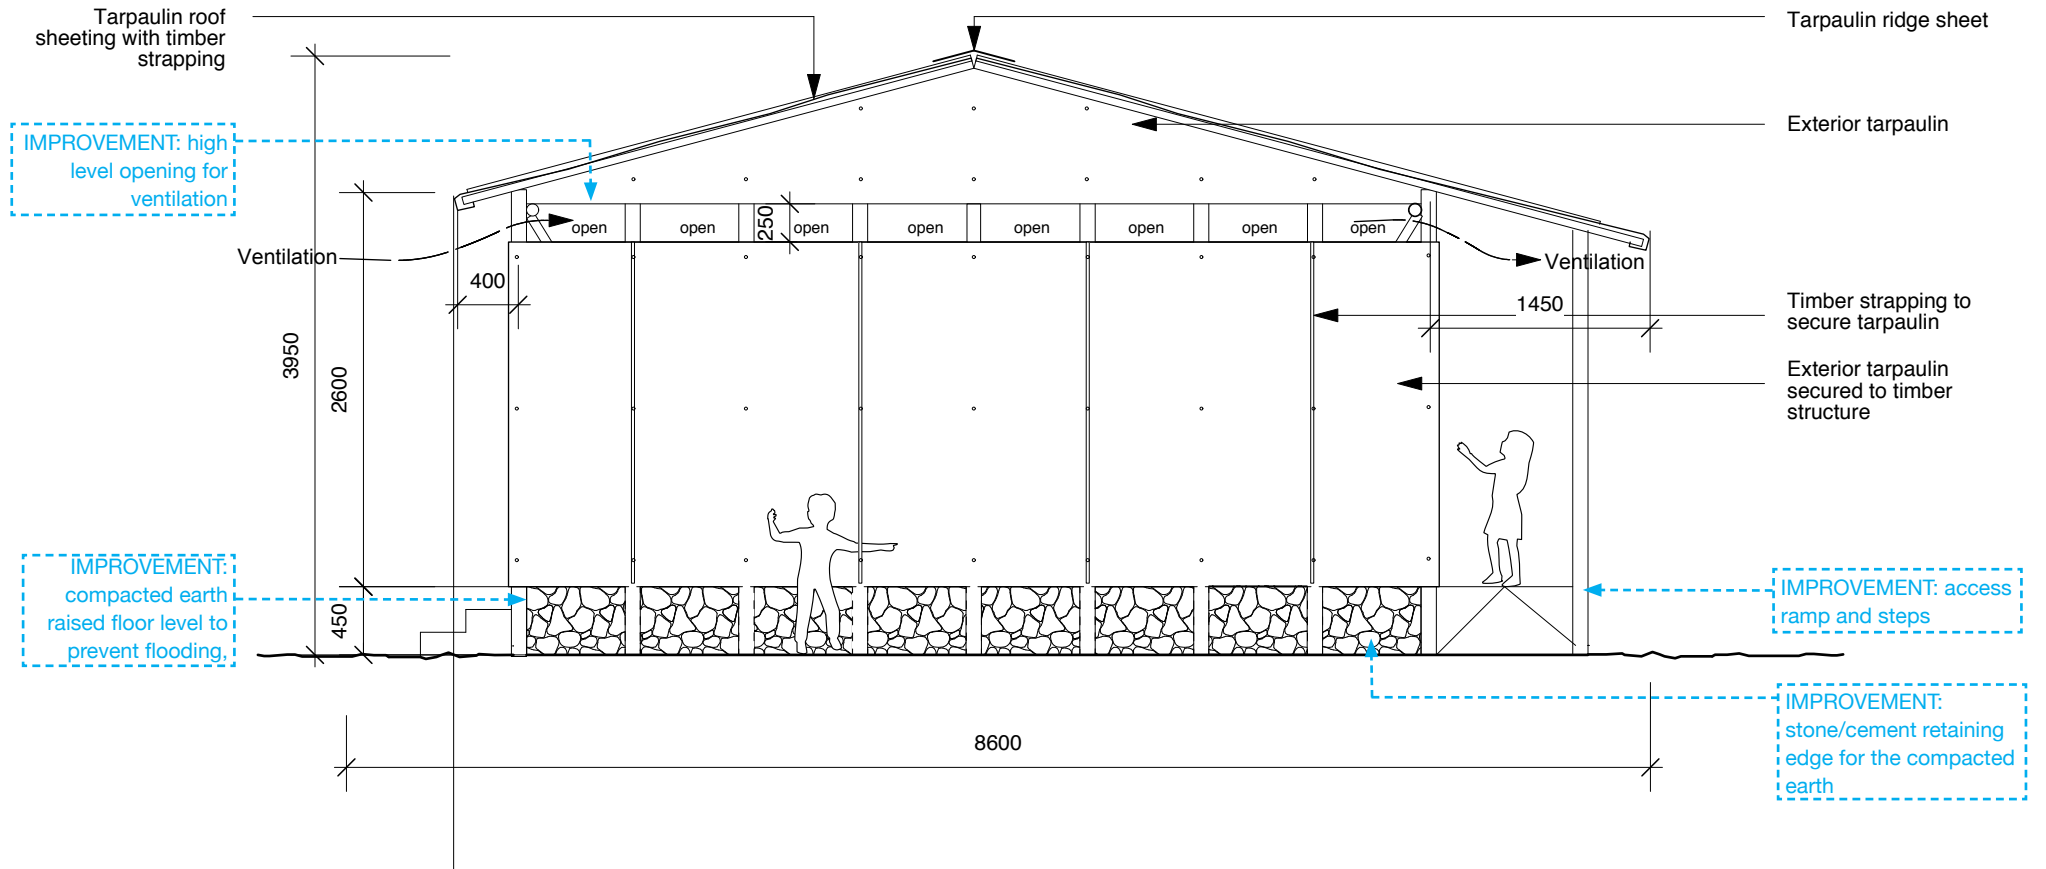 Tarpaulin roof
sheeting with timber
strapping
Tarpaulin ridge sheet
Exterior tarpaulin
IMPROVEMENT: high
level opening for
ventilation
open
open
250
open
open
open
open
open
open
Ventilation
Ventilation
400
1450
Timber strapping to
secure tarpaulin
3950
2600
Exterior tarpaulin
secured to timber
structure
IMPROVEMENT:
compacted earth
raised floor level to
prevent flooding,
450
IMPROVEMENT: access
ramp and steps
IMPROVEMENT:
stone/cement retaining
edge for the compacted
earth
8600